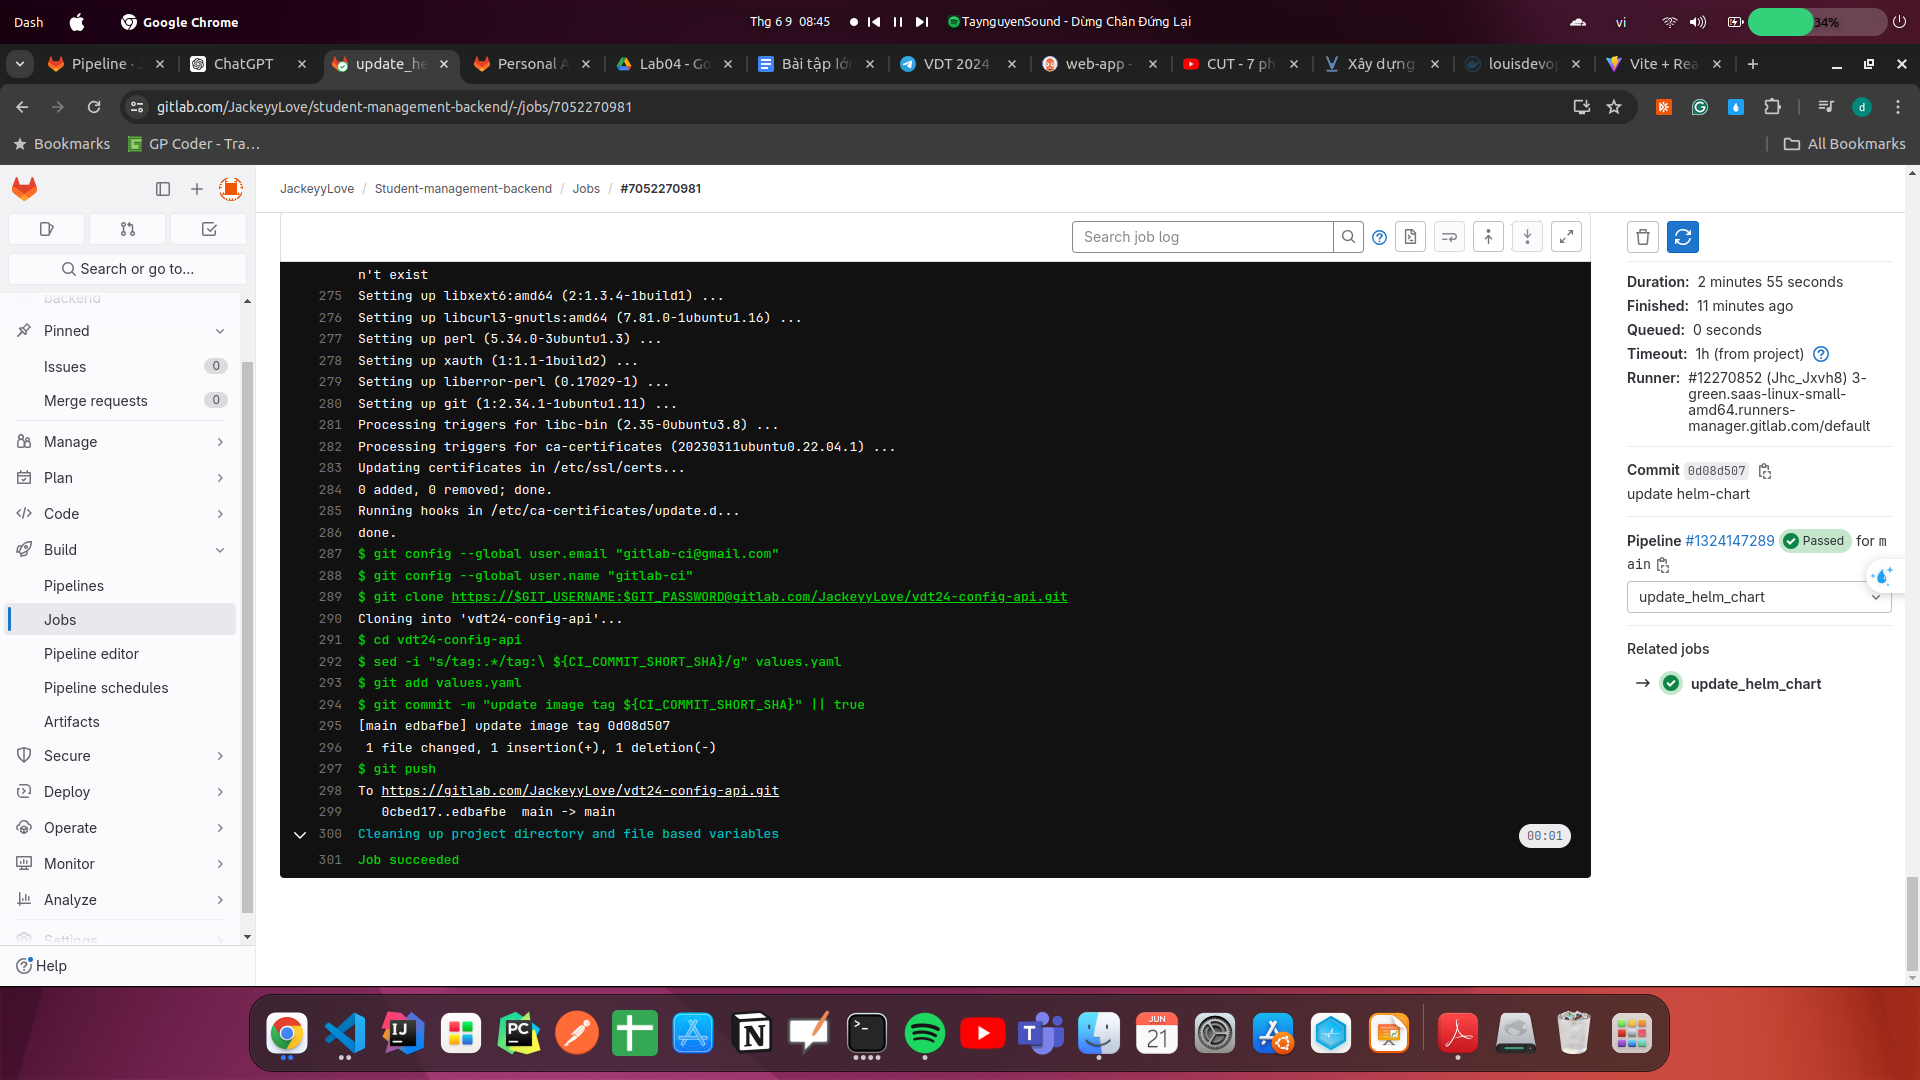 Dash
Google Chrome
Thg 6 9 08:45
TaynguyenSound - Dừng Chân Đứng Lại
vi
34%
Pipeline ·
ChatGPT
update_he
Personal A
Lab04 - Go
Bài tập lớ
VDT 2024
web-app -
CUT - 7 ph
Xây dựng
louisdevop
Vite + Rea
gitlab.com/JackeyyLove/student-management-backend/-/jobs/7052270981
d
Bookmarks
GP Coder - Tra...
All Bookmarks
JackeyyLove / Student-management-backend / Jobs / #7052270981
Search or go to...
backend
Pinned
Issues 0
Merge requests 0
Manage
Plan
Code
Build
Pipelines
Jobs
Pipeline editor
Pipeline schedules
Artifacts
Secure
Deploy
Operate
Monitor
Analyze
Settings
Help
Search job log
n't exist
275 Setting up libxext6:amd64 (2:1.3.4-1build1) ...
276 Setting up libcurl3-gnutls:amd64 (7.81.0-1ubuntu1.16) ...
277 Setting up perl (5.34.0-3ubuntu1.3) ...
278 Setting up xauth (1:1.1-1build2) ...
279 Setting up liberror-perl (0.17029-1) ...
280 Setting up git (1:2.34.1-1ubuntu1.11) ...
281 Processing triggers for libc-bin (2.35-0ubuntu3.8) ...
282 Processing triggers for ca-certificates (20230311ubuntu0.22.04.1) ...
283 Updating certificates in /etc/ssl/certs...
284 0 added, 0 removed; done.
285 Running hooks in /etc/ca-certificates/update.d...
286 done.
287 $ git config --global user.email "gitlab-ci@gmail.com"
288 $ git config --global user.name "gitlab-ci"
289 $ git clone https://$GIT_USERNAME:$GIT_PASSWORD@gitlab.com/JackeyyLove/vdt24-config-api.git
290 Cloning into 'vdt24-config-api'...
291 $ cd vdt24-config-api
292 $ sed -i "s/tag:.*/tag:\ ${CI_COMMIT_SHORT_SHA}/g" values.yaml
293 $ git add values.yaml
294 $ git commit -m "update image tag ${CI_COMMIT_SHORT_SHA}" || true
295 [main edbafbe] update image tag 0d08d507
296 1 file changed, 1 insertion(+), 1 deletion(-)
297 $ git push
298 To https://gitlab.com/JackeyyLove/vdt24-config-api.git
299 0cbed17..edbafbe main -> main
300 Cleaning up project directory and file based variables 00:01
301 Job succeeded
Duration: 2 minutes 55 seconds
Finished: 11 minutes ago
Queued: 0 seconds
Timeout: 1h (from project)
Runner: #12270852 (Jhc_Jxvh8) 3-
green.saas-linux-small-
amd64.runners-
manager.gitlab.com/default
Commit 0d08d507
update helm-chart
Pipeline #1324147289 Passed for m
ain
update_helm_chart
Related jobs
→ update_helm_chart
IJ
PC
N
T
JUN
21